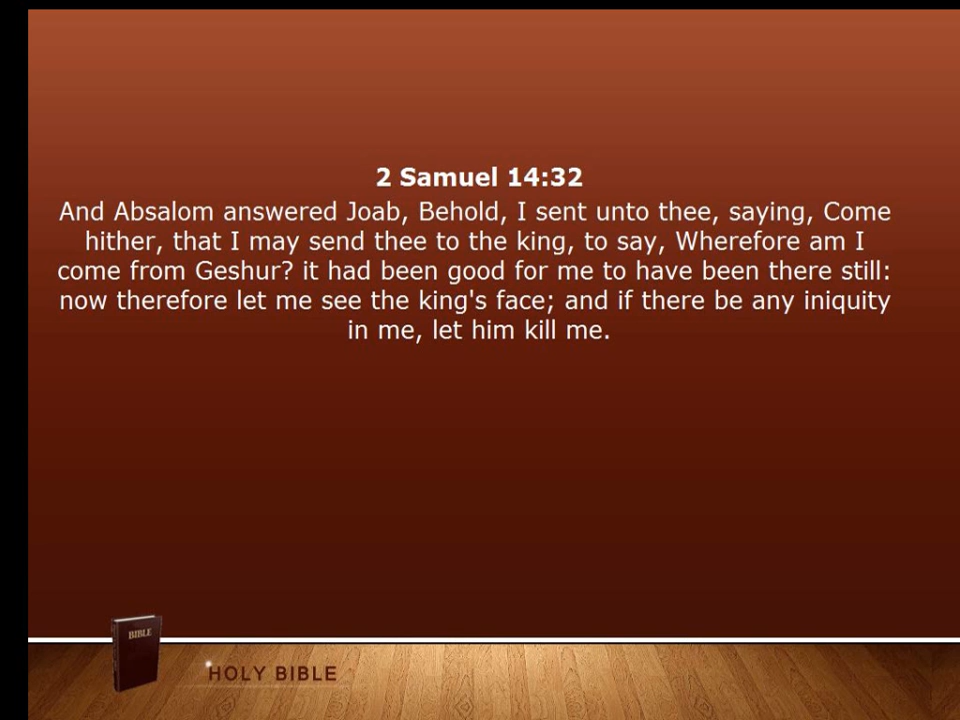 2 Samuel 14:32
And Absalom answered Joab, Behold, I sent unto thee, saying, Come
hither, that I may send thee to the king, to say, Wherefore am I
come from Geshur? it had been good for me to have been there still:
now therefore let me see the king's face; and if there be any iniquity
in me, let him kill me.
BIBLE
HOLY BIBLE